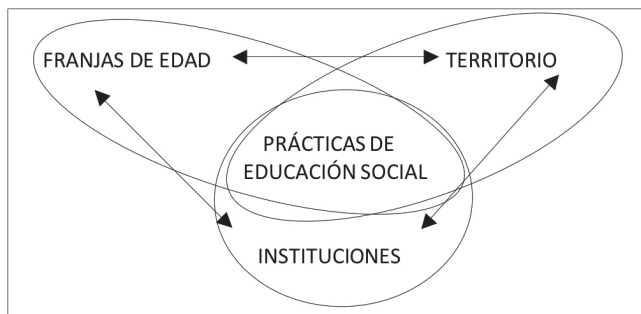 FRANJAS DE EDAD
TERRITORIO
PRÁCTICAS DE
EDUCACIÓN SOCIAL
INSTITUCIONES